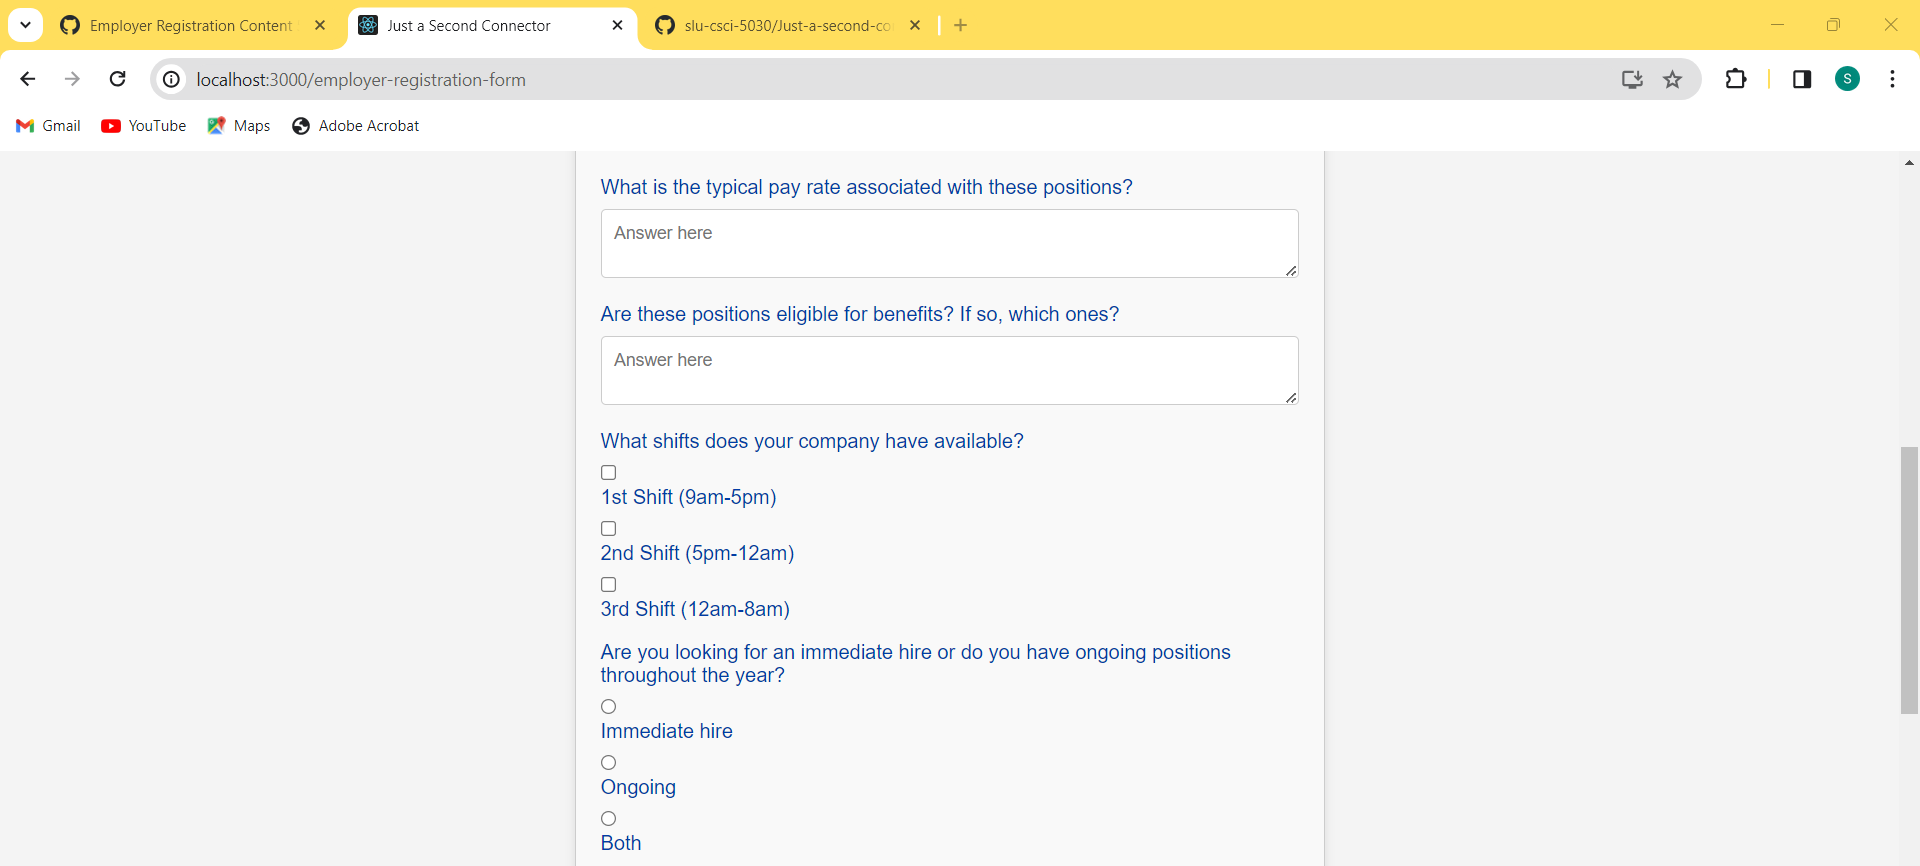 Employer Registration Content
Just a Second Connector
slu-csci-5030/Just-a-second-co
localhost:3000/employer-registration-form
S
Gmail
YouTube
Maps
Adobe Acrobat
What is the typical pay rate associated with these positions?
Answer here
Are these positions eligible for benefits? If so, which ones?
Answer here
What shifts does your company have available?
1st Shift (9am-5pm)
2nd Shift (5pm-12am)
3rd Shift (12am-8am)
Are you looking for an immediate hire or do you have ongoing positions
throughout the year?
Immediate hire
Ongoing
Both